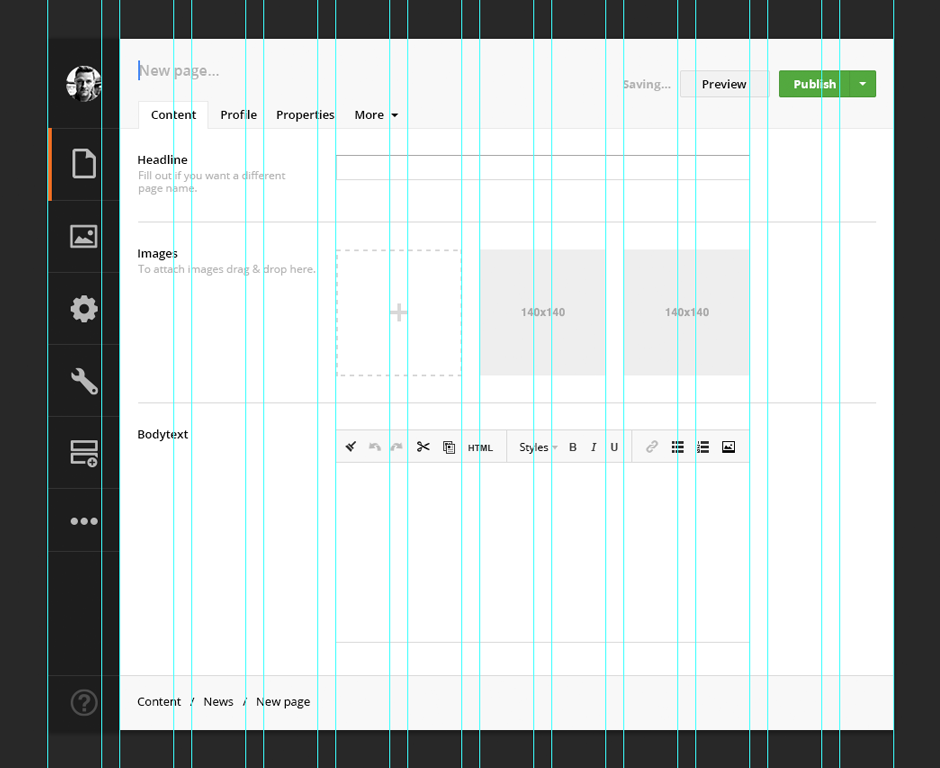 New page...
Saving...
Preview
Publish
Content
Profile
Properties
More
Headline
Fill out if you want a different
page name.
Images
To attach images drag & drop here.
+
140x140
140x140
Bodytext
HTML
Styles
B
I
U
?
Content / News / New page